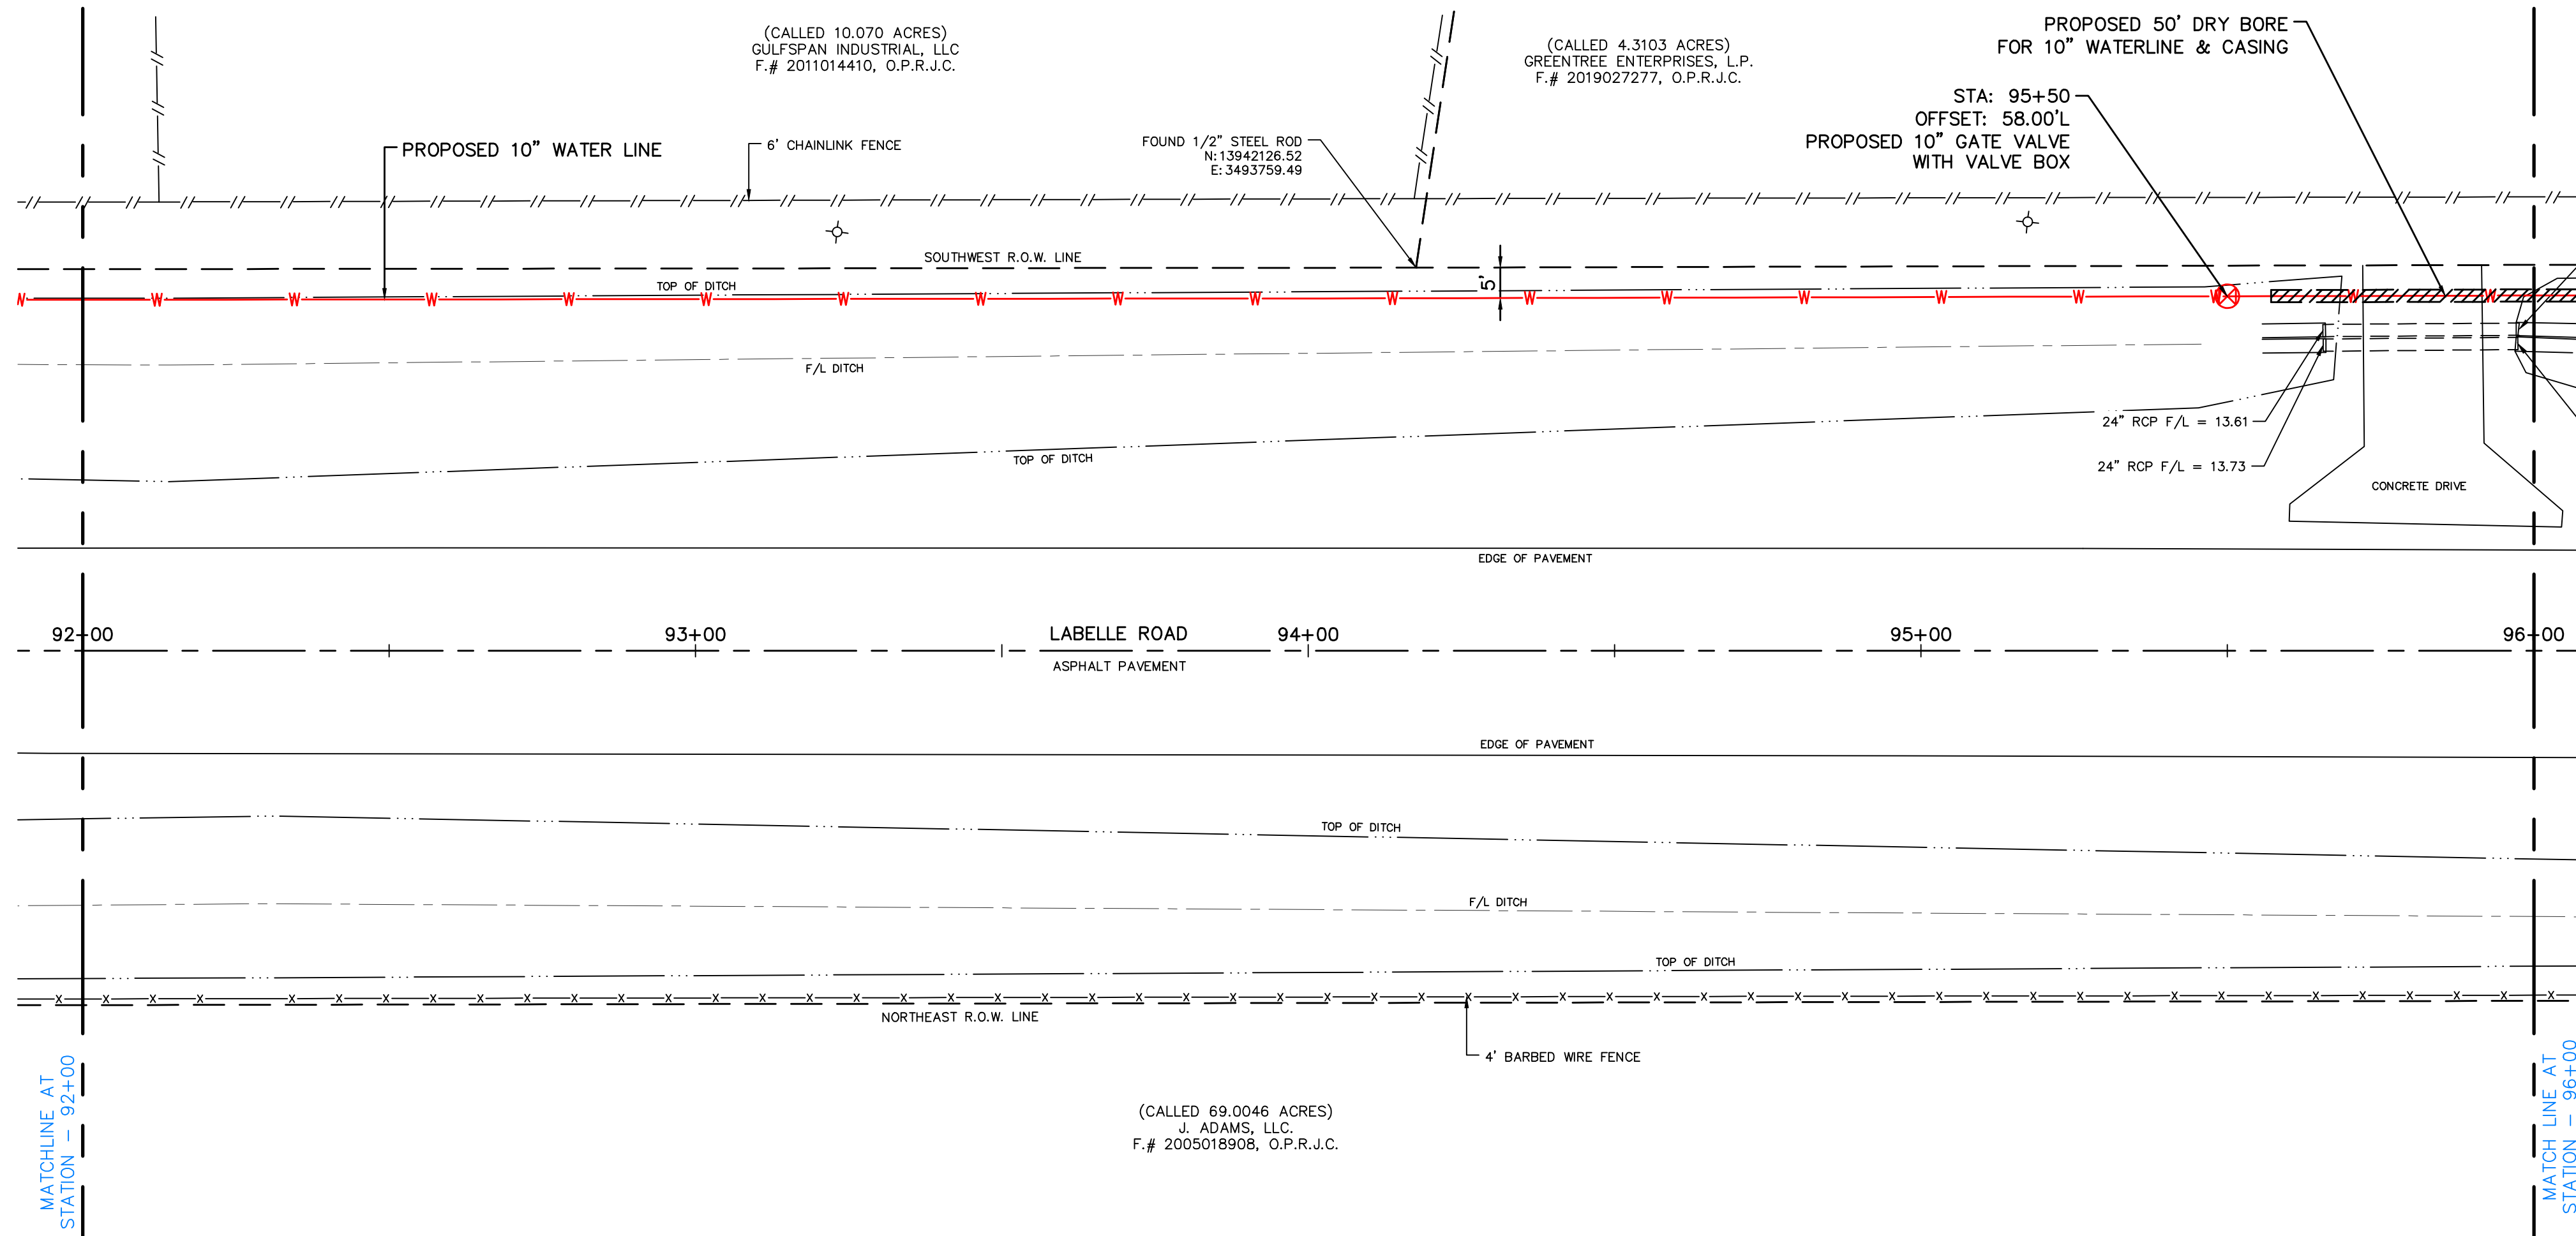 (CALLED 10.070 ACRES)
GULFSPAN INDUSTRIAL, LLC
F.# 2011014410, O.P.R.J.C.
(CALLED 4.3103 ACRES)
GREENTREE ENTERPRISES, L.P.
F.# 2019027277, O.P.R.J.C.
PROPOSED 50' DRY BORE
FOR 10" WATERLINE & CASING
STA: 95+50
OFFSET: 58.00'L
PROPOSED 10" GATE VALVE
WITH VALVE BOX
PROPOSED 10" WATER LINE
6' CHAINLINK FENCE
FOUND 1/2" STEEL ROD
N:13942126.52
E:3493759.49
SOUTHWEST R.O.W. LINE
TOP OF DITCH
5'
W W W W W W W W W W W W W W W W W W W
F/L DITCH
24" RCP F/L = 13.61
TOP OF DITCH
24" RCP F/L = 13.73
CONCRETE DRIVE
EDGE OF PAVEMENT
92+00
93+00
LABELLE ROAD
94+00
95+00
96+00
ASPHALT PAVEMENT
EDGE OF PAVEMENT
TOP OF DITCH
F/L DITCH
TOP OF DITCH
NORTHEAST R.O.W. LINE
4' BARBED WIRE FENCE
(CALLED 69.0046 ACRES)
J. ADAMS, LLC.
F.# 2005018908, O.P.R.J.C.
MATCHLINE AT
STATION - 92+00
MATCH LINE AT
STATION - 96+00